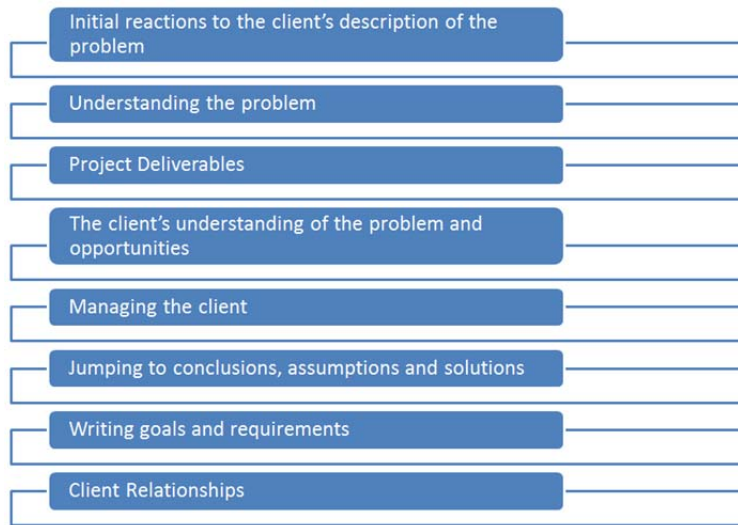 Initial reactions to the client’s description of the
problem
Understanding the problem
Project Deliverables
The client’s understanding of the problem and
opportunities
Managing the client
Jumping to conclusions, assumptions and solutions
Writing goals and requirements
Client Relationships